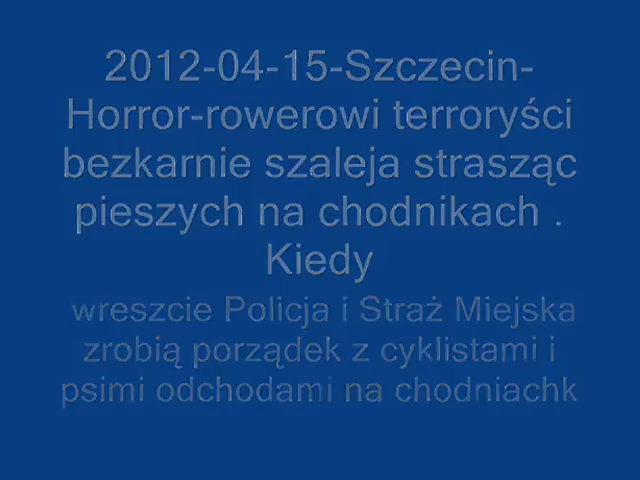 2012-04-15-Szczecin-
Horror-rowerowi terroryści
bezkarnie szaleja strasząc
pieszych na chodnikach .
Kiedy
wreszcie Policja i Straż Miejska
zrobią porządek z cyklistami i
psimi odchodami na chodniachk